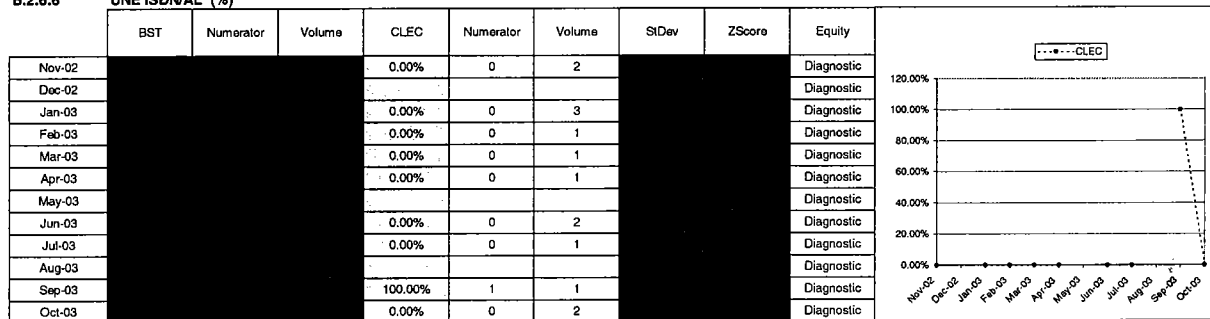 B.2.6.6 UNE ISDN/AL (%)
BST Numerator Volume CLEC Numerator Volume StDev ZScore Equity
Nov-02 0.00% 0 2 Diagnostic
Dec-02 Diagnostic
Jan-03 0.00% 0 3 Diagnostic
Feb-03 0.00% 0 1 Diagnostic
Mar-03 0.00% 0 1 Diagnostic
Apr-03 0.00% 0 1 Diagnostic
May-03 Diagnostic
Jun-03 0.00% 0 2 Diagnostic
Jul-03 0.00% 0 1 Diagnostic
Aug-03 Diagnostic
Sep-03 100.00% 1 1 Diagnostic
Oct-03 0.00% 0 2 Diagnostic
CLEC
120.00%
100.00%
80.00%
60.00%
40.00%
20.00%
0.00%
Nov-02 Dec-02 Jan-03 Feb-03 Mar-03 Apr-03 May-03 Jun-03 Jul-03 Aug-03 Sep-03 Oct-03